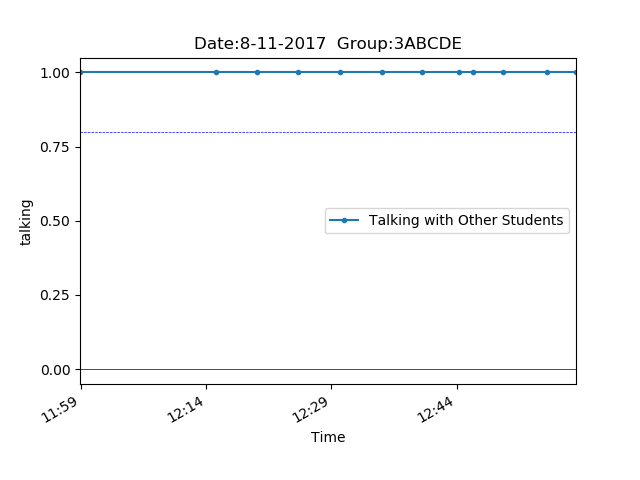 Date:8-11-2017  Group:3ABCDE
1.00
0.75
0.50
0.25
0.00
talking
Talking with Other Students
11:59
12:14
12:29
12:44
Time